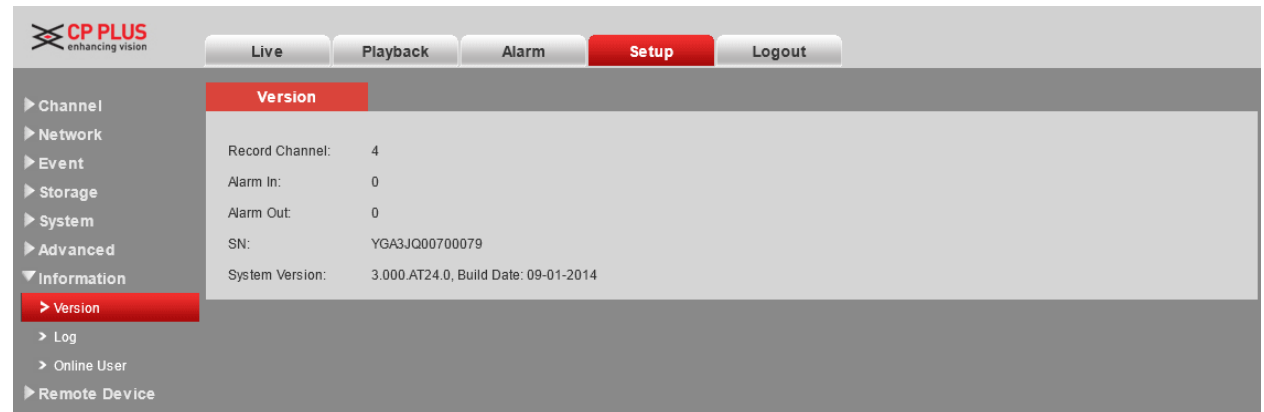 CP PLUS
enhancing vision
Live Playback Alarm Setup Logout
Channel
Network
Event
Storage
System
Advanced
Information
Version
Log
Online User
Remote Device
Version
Record Channel: 4
Alarm In: 0
Alarm Out: 0
SN: YGA3JQ00700079
System Version: 3.000.AT24.0, Build Date: 09-01-2014